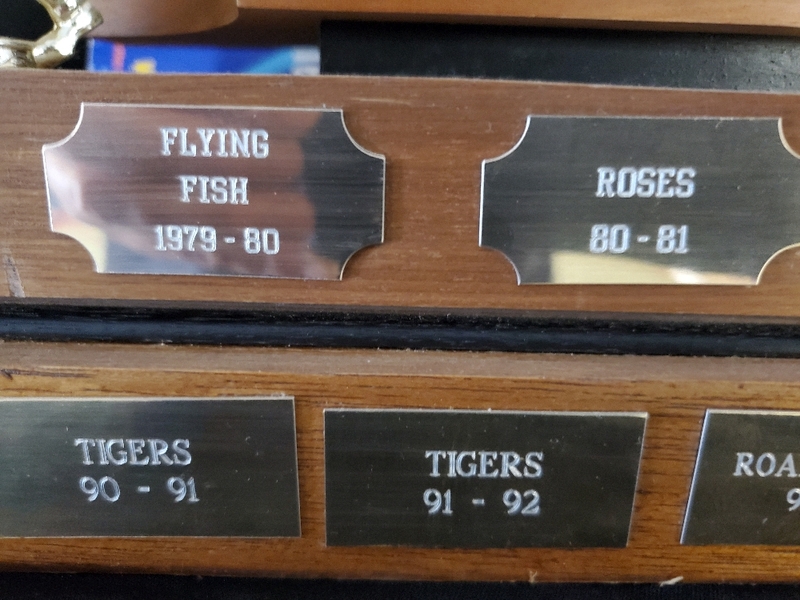 FLYING
FISH
1979-80
ROSES
80-81
TIGERS
90 - 91
TIGERS
91 - 92